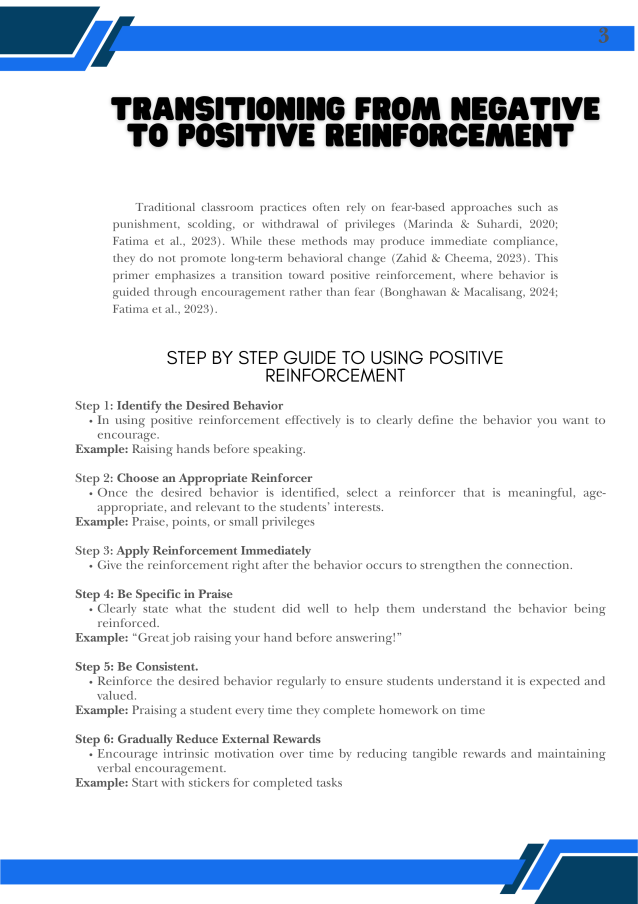 3
TRANSITIONING FROM NEGATIVE
TO POSITIVE REINFORCEMENT
Traditional classroom practices often rely on fear-based approaches such as
punishment, scolding, or withdrawal of privileges (Marinda & Suhardi, 2020;
Fatima et al., 2023). While these methods may produce immediate compliance,
they do not promote long-term behavioral change (Zahid & Cheema, 2023). This
primer emphasizes a transition toward positive reinforcement, where behavior is
guided through encouragement rather than fear (Bonghawan & Macalisang, 2024;
Fatima et al., 2023).
STEP BY STEP GUIDE TO USING POSITIVE
REINFORCEMENT
Step 1: Identify the Desired Behavior
• In using positive reinforcement effectively is to clearly define the behavior you want to
encourage.
Example: Raising hands before speaking.
Step 2: Choose an Appropriate Reinforcer
• Once the desired behavior is identified, select a reinforcer that is meaningful, age-
appropriate, and relevant to the students’ interests.
Example: Praise, points, or small privileges
Step 3: Apply Reinforcement Immediately
• Give the reinforcement right after the behavior occurs to strengthen the connection.
Step 4: Be Specific in Praise
• Clearly state what the student did well to help them understand the behavior being
reinforced.
Example: “Great job raising your hand before answering!”
Step 5: Be Consistent.
• Reinforce the desired behavior regularly to ensure students understand it is expected and
valued.
Example: Praising a student every time they complete homework on time
Step 6: Gradually Reduce External Rewards
• Encourage intrinsic motivation over time by reducing tangible rewards and maintaining
verbal encouragement.
Example: Start with stickers for completed tasks